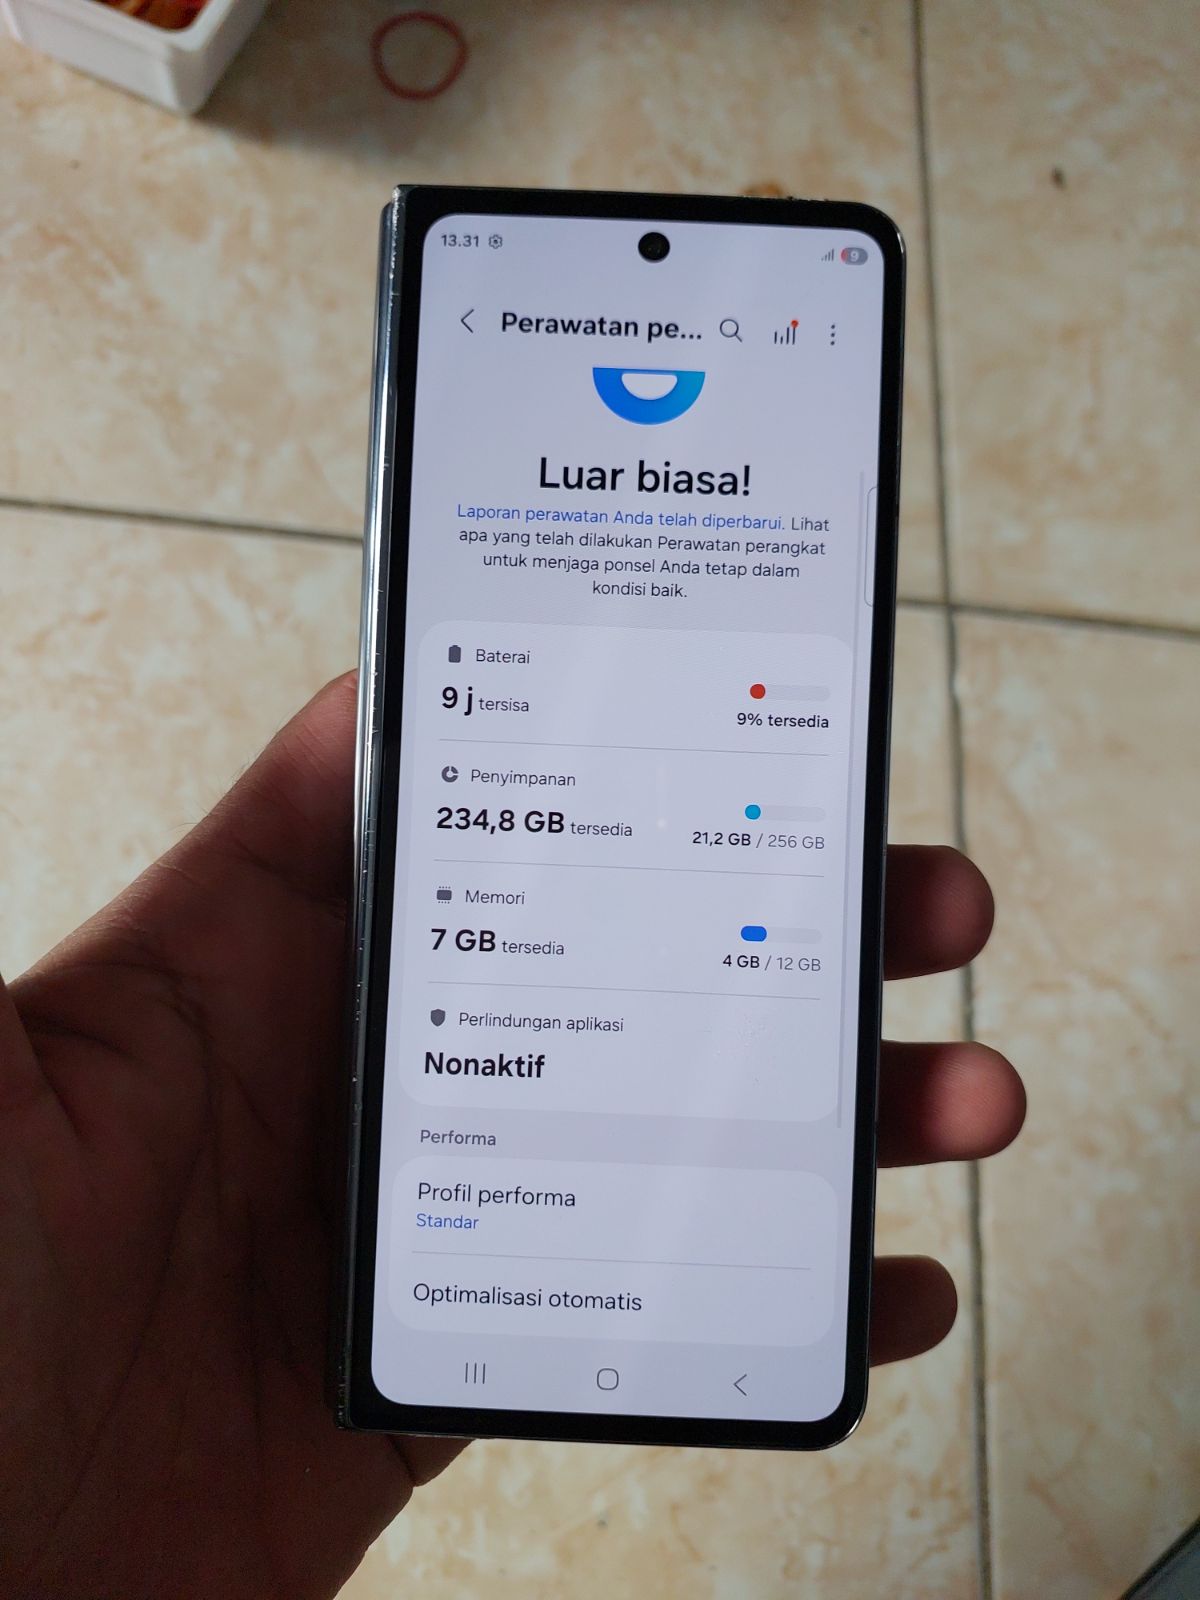 13.31
9
Perawatan pe...
Luar biasa!
Laporan perawatan Anda telah diperbarui. Lihat
apa yang telah dilakukan Perawatan perangkat
untuk menjaga ponsel Anda tetap dalam
kondisi baik.
Baterai
9 j tersisa
9% tersedia
Penyimpanan
234,8 GB tersedia
21,2 GB / 256 GB
Memori
7 GB tersedia
4 GB / 12 GB
Perlindungan aplikasi
Nonaktif
Performa
Profil performa
Standar
Optimalisasi otomatis